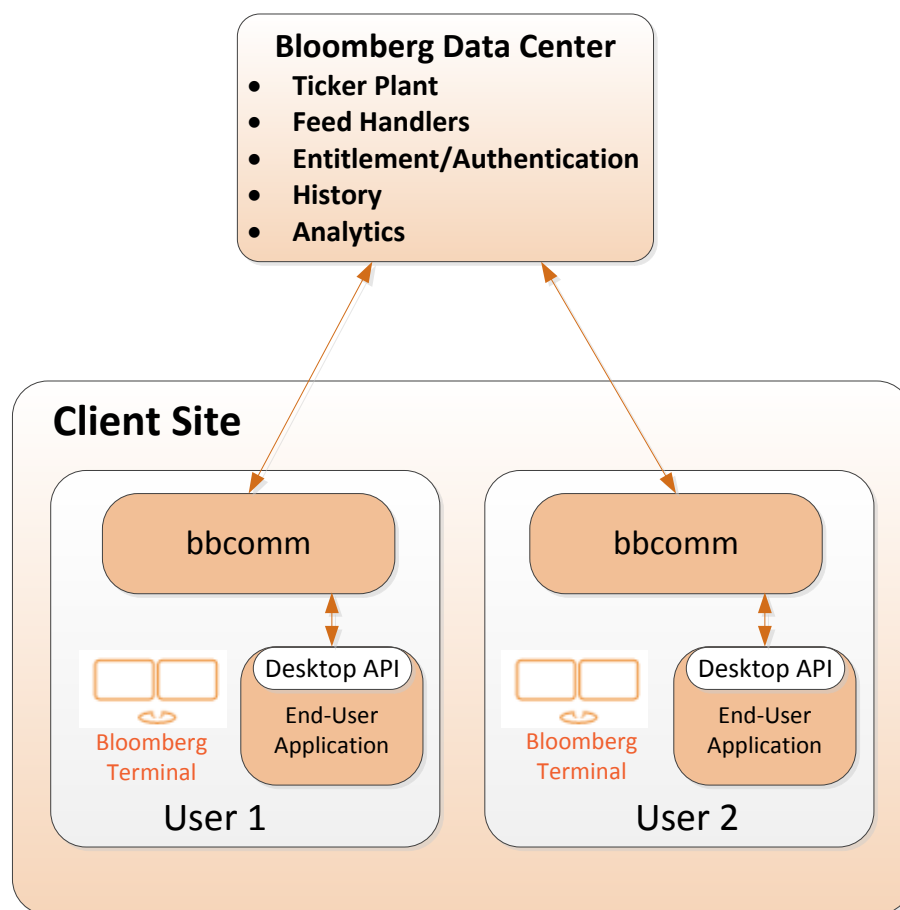 Bloomberg Data Center
• Ticker Plant
• Feed Handlers
• Entitlement/Authentication
• History
• Analytics
Client Site
bbcomm
Desktop API
End-User
Application
Bloomberg
Terminal
User 1
bbcomm
Desktop API
End-User
Application
Bloomberg
Terminal
User 2